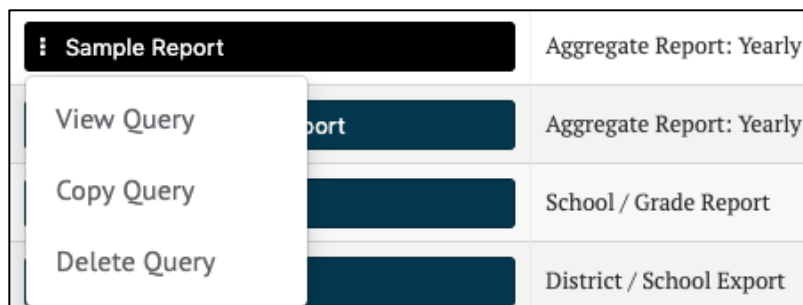 Sample Report
Aggregate Report: Yearly
View Query
Aggregate Report: Yearly
Copy Query
School / Grade Report
Delete Query
District / School Export